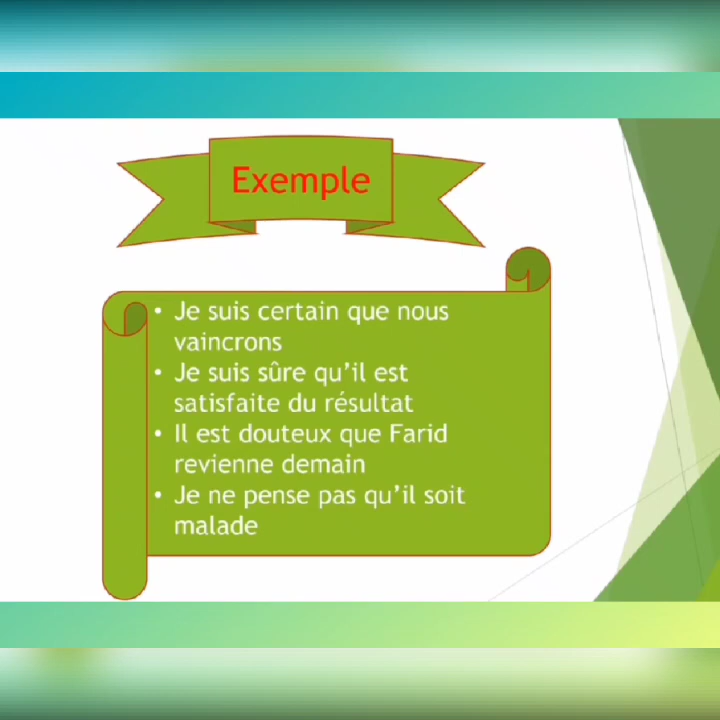 Exemple
• Je suis certain que nous
vaincrons
• Je suis sûre qu'il est
satisfaite du résultat
• Il est douteux que Farid
revienne demain
• Je ne pense pas qu'il soit
malade